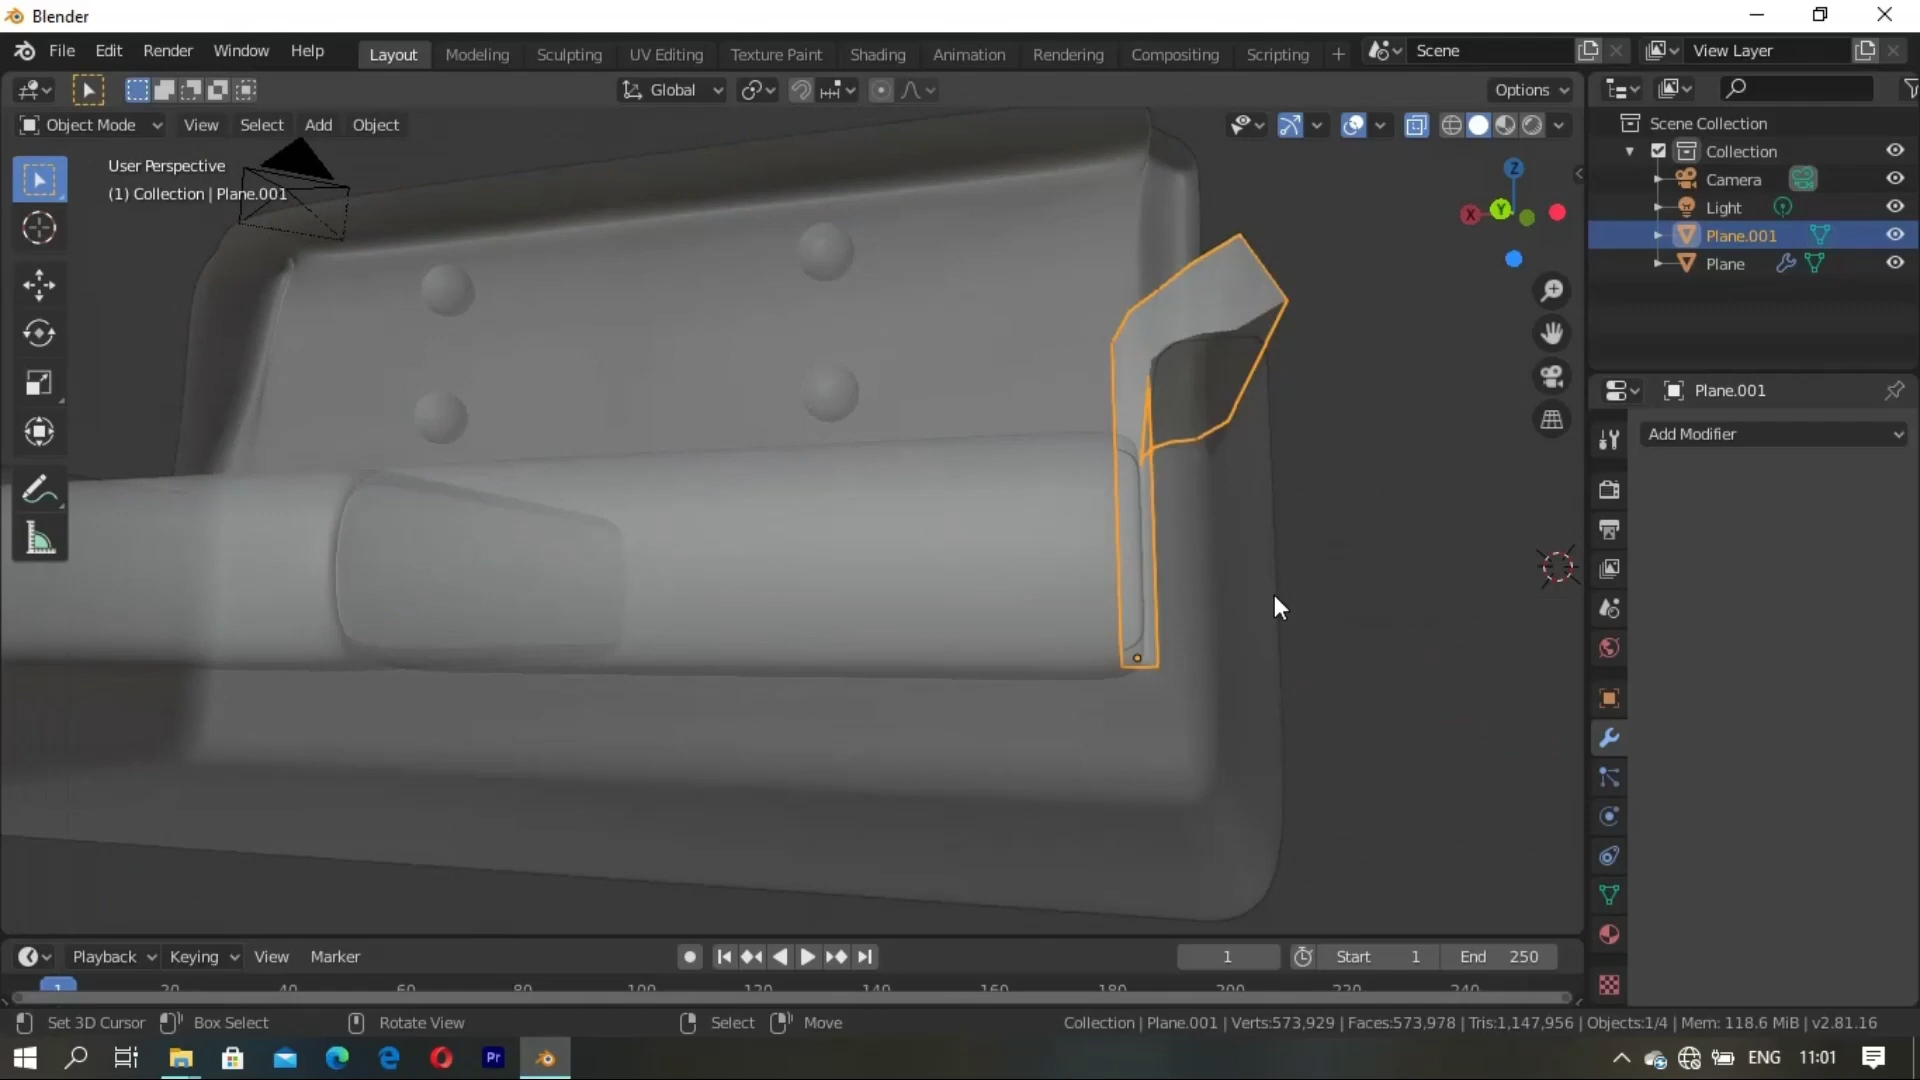 Blender
File Edit Render Window Help Layout Modeling Sculpting UV Editing Texture Paint Shading Animation Rendering Compositing Scripting + Scene View Layer
Global Options
Object Mode View Select Add Object
User Perspective
(1) Collection | Plane.001
Z
X Y
Scene Collection
Collection
Camera
Light
Plane.001
Plane
Plane.001
Add Modifier
Playback Keying View Marker 1 Start 1 End 250
1 20 40 60 80 100 120 140 160 180 200 220 240
Set 3D Cursor Box Select Rotate View Select Move Collection | Plane.001 | Verts:573,929 | Faces:573,978 | Tris:1,147,956 | Objects:1/4 | Mem: 118.6 MiB | v2.81.16
Pr ENG 11:01